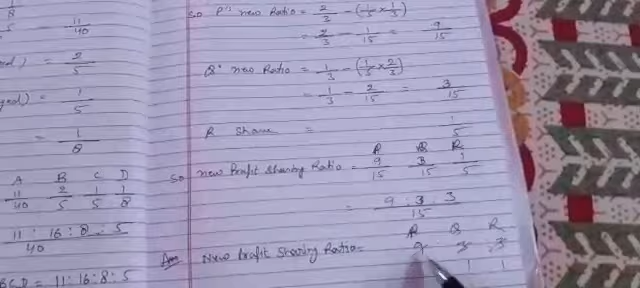 1/8
11/40
2/5
1/5
= 1/8
A B C D
11/40 2/5 1/5 1/8
11 : 16 : 8 : 5
40
11:16:8:5
So P's new Ratio = 2/3 - (1/5 × 1/3)
= 2/3 - 1/15 = 9/15
Q's new Ratio = 1/3 - (1/5 × 2/3)
= 1/3 - 2/15 = 3/15
R Share = 1/5
P Q R
So new Profit Sharing Ratio = 9/15 3/15 1/5
= 9 : 3 : 3
15
P Q R
Ans New Profit Sharing Ratio = 9 : 3 : 3
1 1